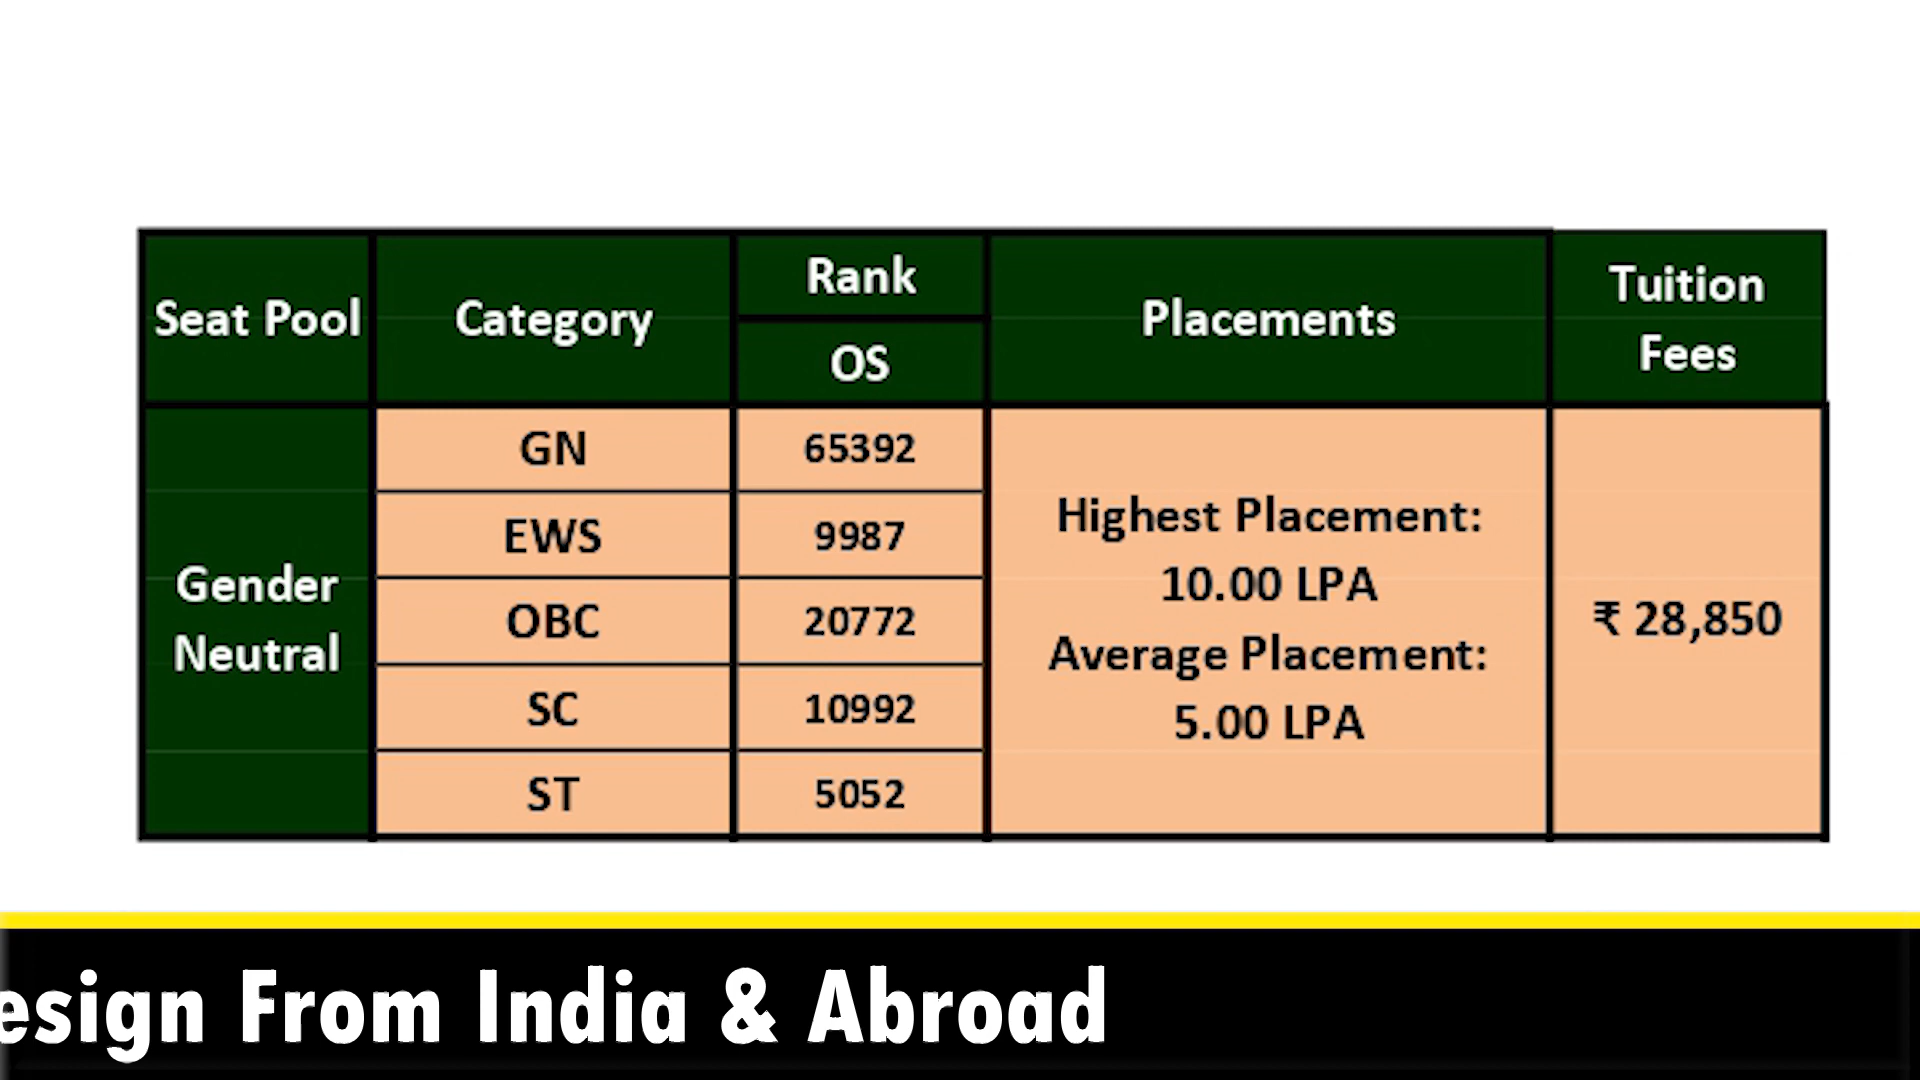 Seat Pool
Category
Rank
OS
Placements
Tuition
Fees
Gender
Neutral
GN
65392
EWS
9987
OBC
20772
SC
10992
ST
5052
Highest Placement:
10.00 LPA
Average Placement:
5.00 LPA
₹ 28,850
esign From India & Abroad